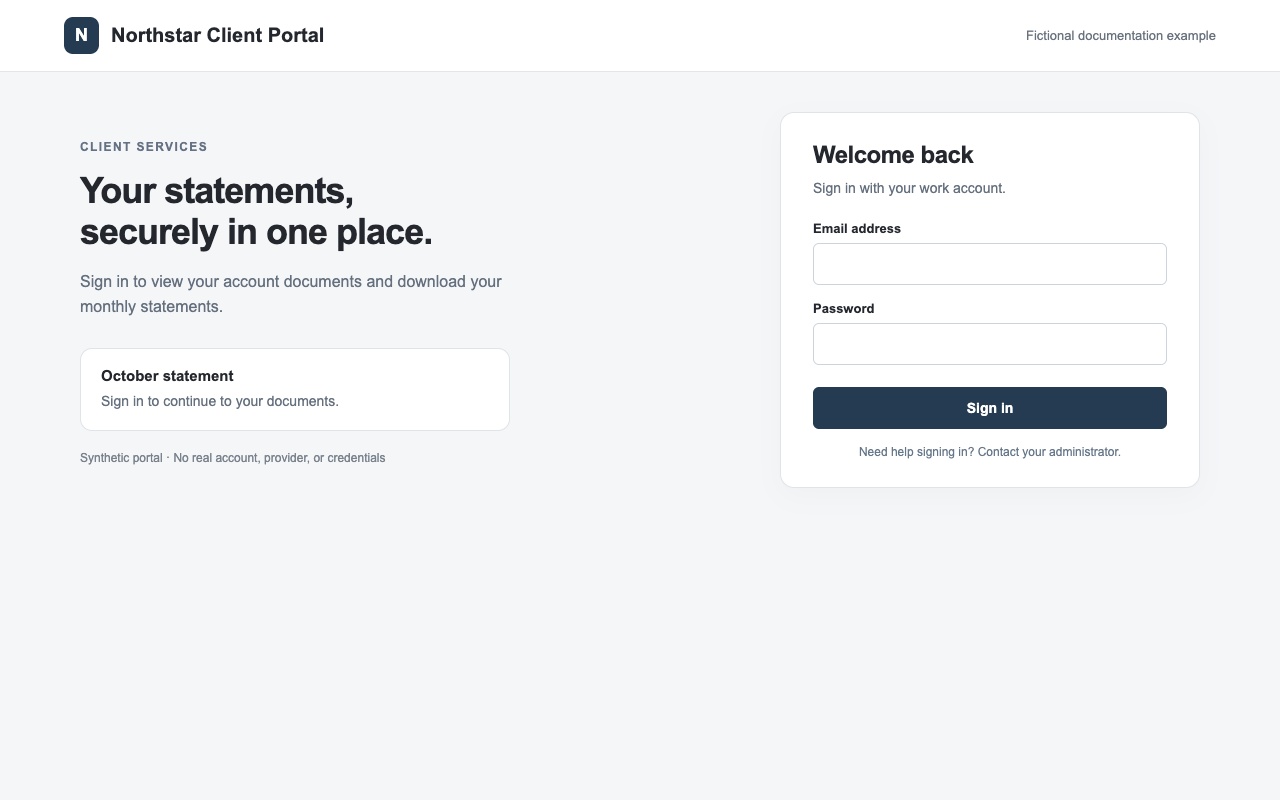 N
Northstar Client Portal
Fictional documentation example
CLIENT SERVICES
Your statements,
securely in one place.
Sign in to view your account documents and download your
monthly statements.
October statement
Sign in to continue to your documents.
Synthetic portal · No real account, provider, or credentials
Welcome back
Sign in with your work account.
Email address
Password
Sign in
Need help signing in? Contact your administrator.